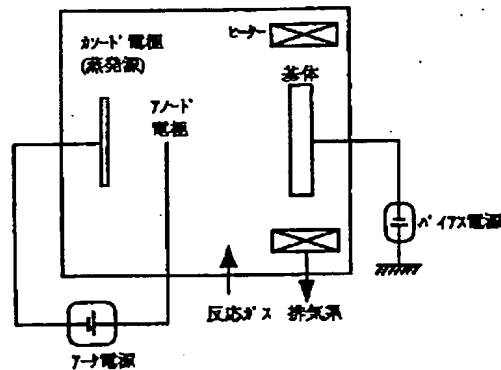 カソード電極
(蒸発源)
アノード
電極
ヒーター
基体
バイアス電源
反応ガス
排気系
アーク電源